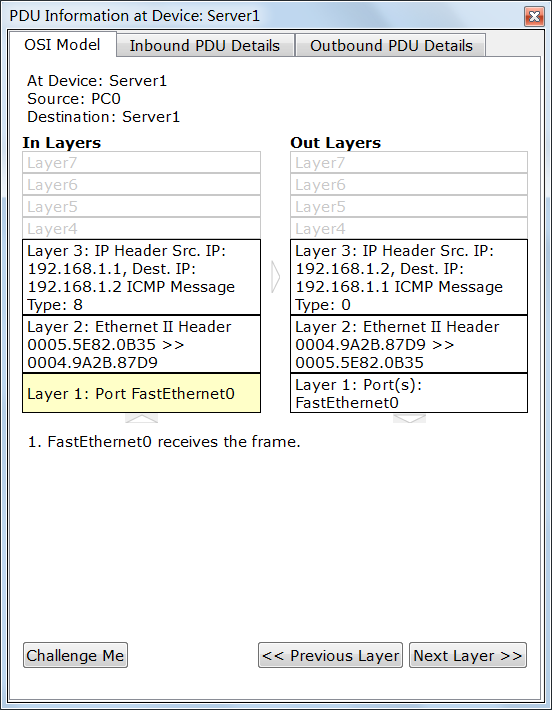 PDU Information at Device: Server1
OSI Model
Inbound PDU Details
Outbound PDU Details
At Device: Server1
Source: PC0
Destination: Server1
In Layers
Layer7
Layer6
Layer5
Layer4
Layer 3: IP Header Src. IP:
192.168.1.1, Dest. IP:
192.168.1.2 ICMP Message
Type: 8
Layer 2: Ethernet II Header
0005.5E82.0B35 >>
0004.9A2B.87D9
Layer 1: Port FastEthernet0
Out Layers
Layer7
Layer6
Layer5
Layer4
Layer 3: IP Header Src. IP:
192.168.1.2, Dest. IP:
192.168.1.1 ICMP Message
Type: 0
Layer 2: Ethernet II Header
0004.9A2B.87D9 >>
0005.5E82.0B35
Layer 1: Port(s):
FastEthernet0
1. FastEthernet0 receives the frame.
Challenge Me
<< Previous Layer
Next Layer >>